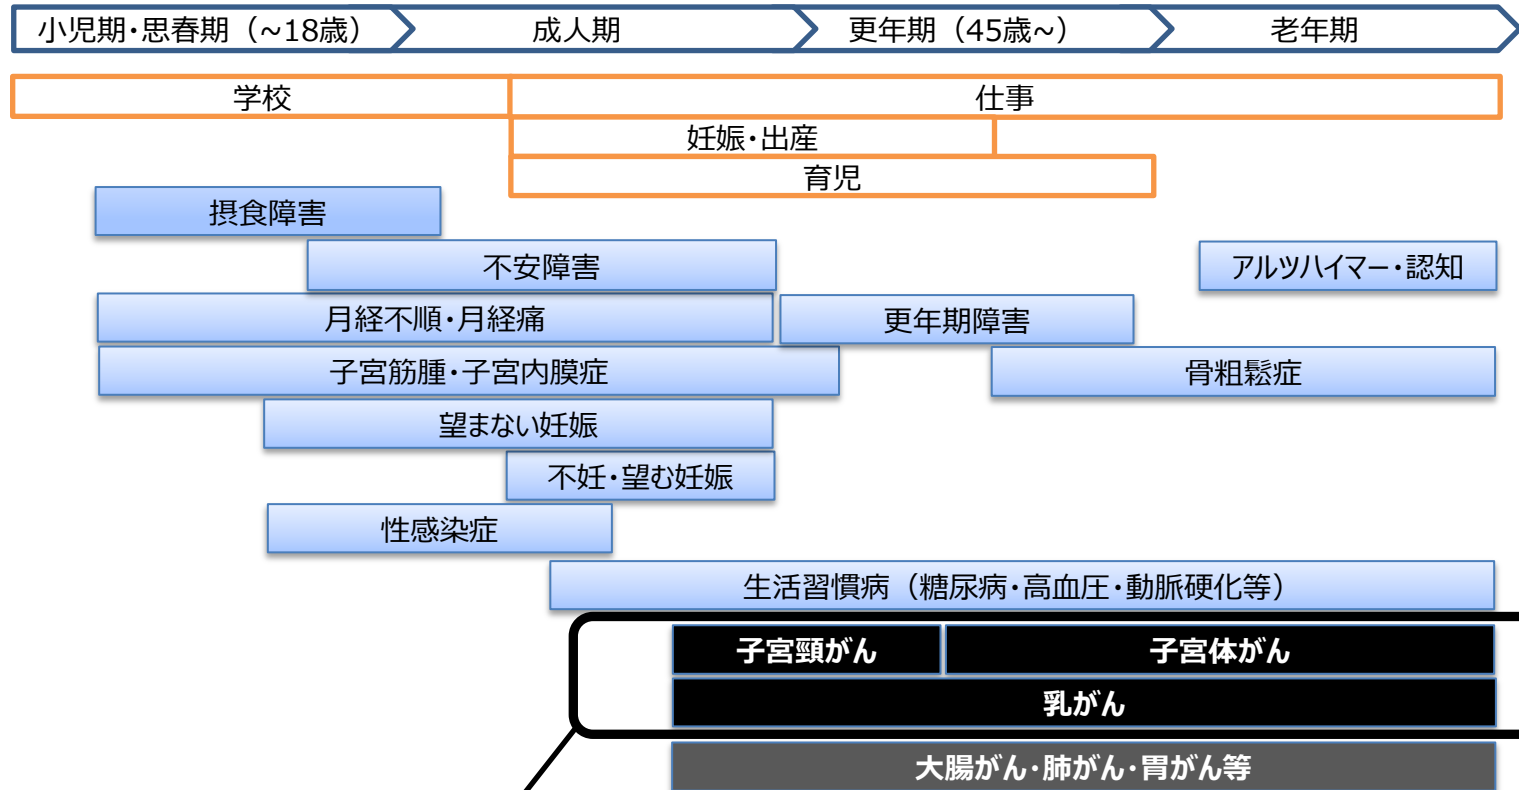 小児期・思春期（~18歳）
成人期
更年期（45歳~）
老年期
学校
仕事
妊娠・出産
育児
摂食障害
不安障害
アルツハイマー・認知
月経不順・月経痛
更年期障害
子宮筋腫・子宮内膜症
骨粗鬆症
望まない妊娠
不妊・望む妊娠
性感染症
生活習慣病（糖尿病・高血圧・動脈硬化等）
子宮頸がん
子宮体がん
乳がん
大腸がん・肺がん・胃がん等